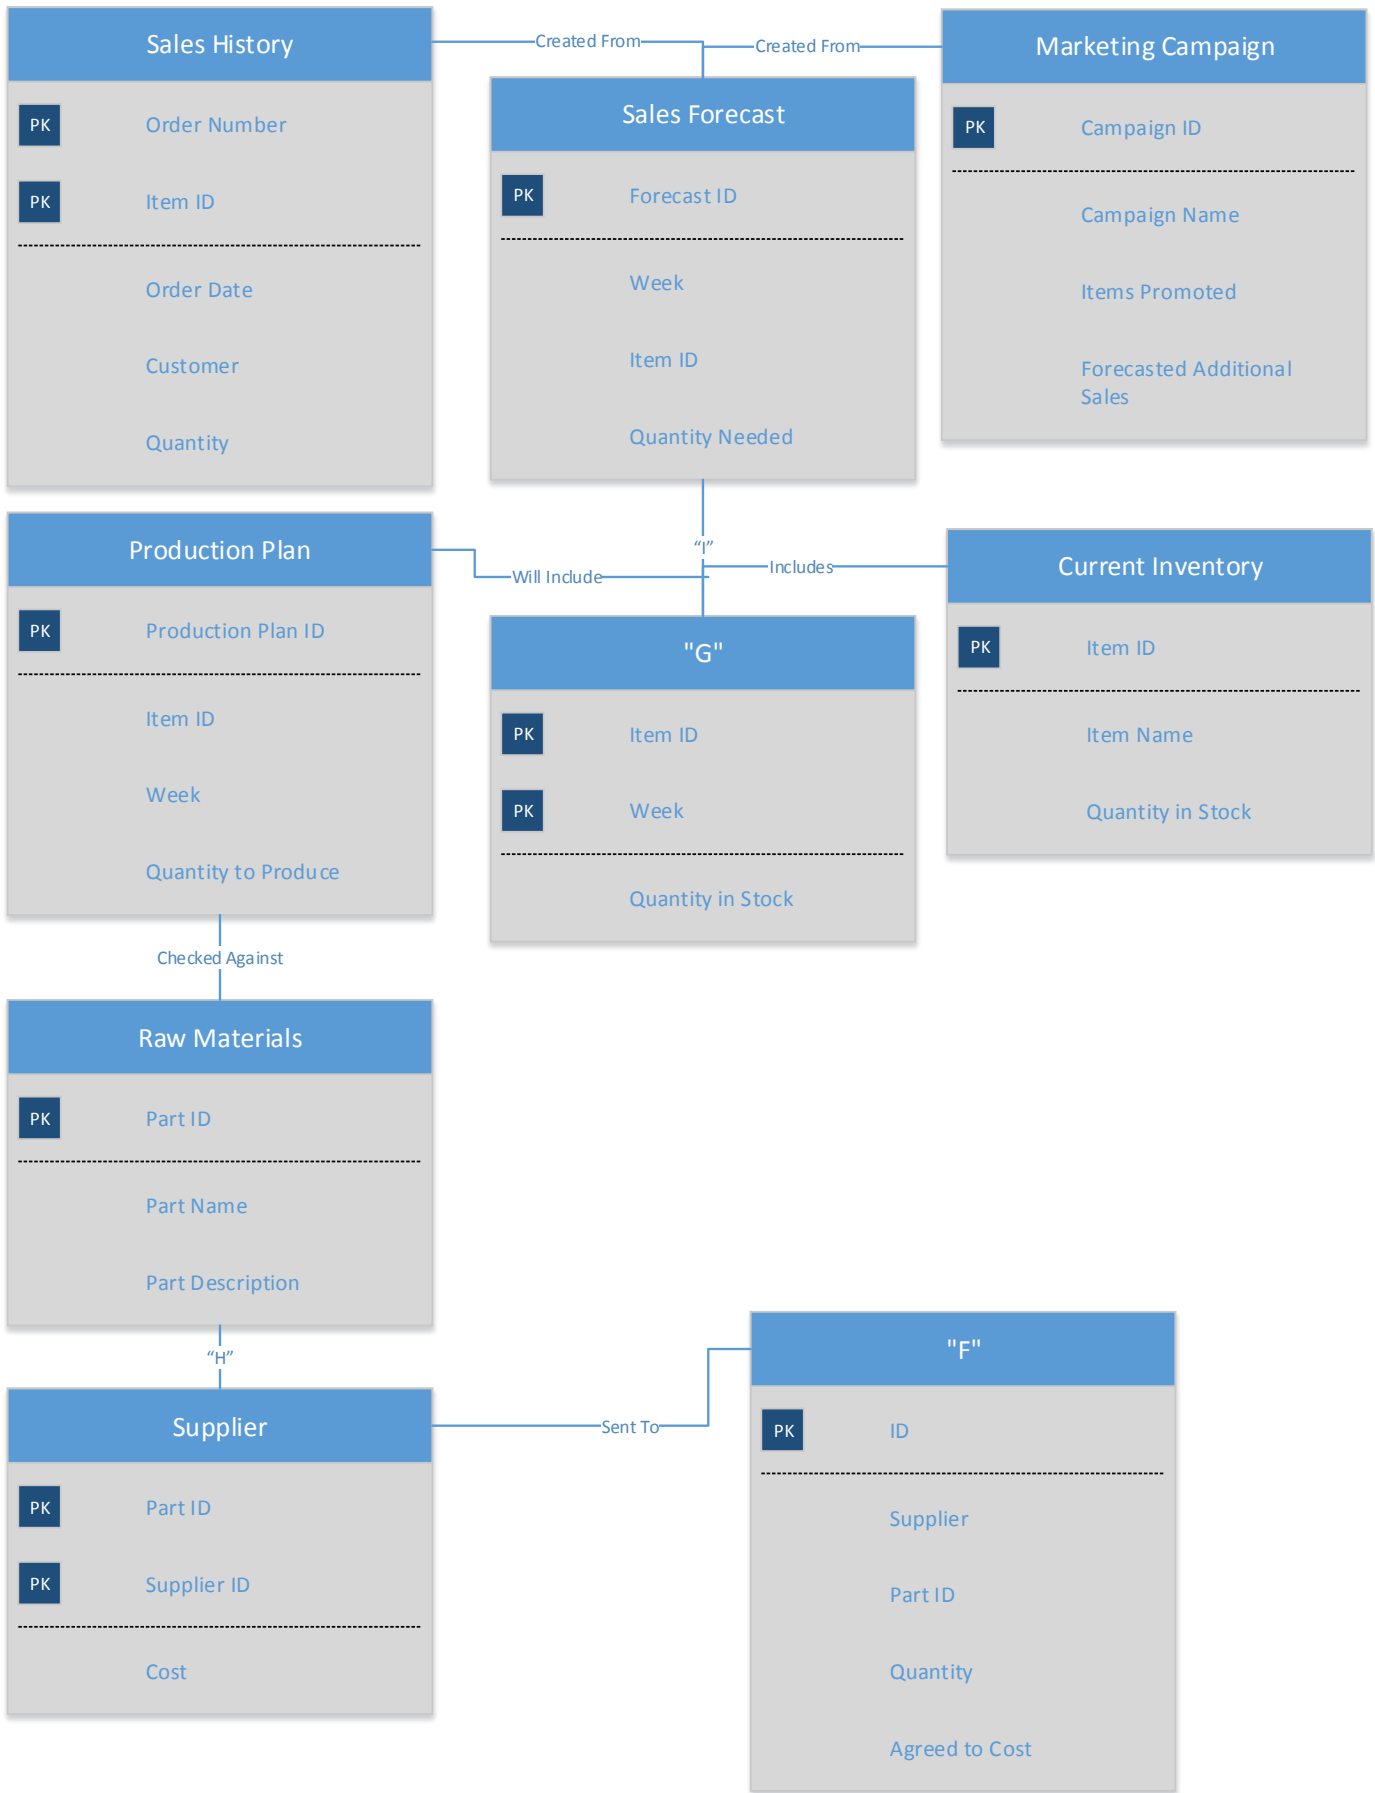 Sales History
PK Order Number
PK Item ID
Order Date
Customer
Quantity
Created From
Created From
Sales Forecast
PK Forecast ID
Week
Item ID
Quantity Needed
Marketing Campaign
PK Campaign ID
Campaign Name
Items Promoted
Forecasted Additional
Sales
Production Plan
PK Production Plan ID
Item ID
Week
Quantity to Produce
Will Include
“I”
Includes
"G"
PK Item ID
PK Week
Quantity in Stock
Current Inventory
PK Item ID
Item Name
Quantity in Stock
Checked Against
Raw Materials
PK Part ID
Part Name
Part Description
“H”
Supplier
PK Part ID
PK Supplier ID
Cost
Sent To
"F"
PK ID
Supplier
Part ID
Quantity
Agreed to Cost